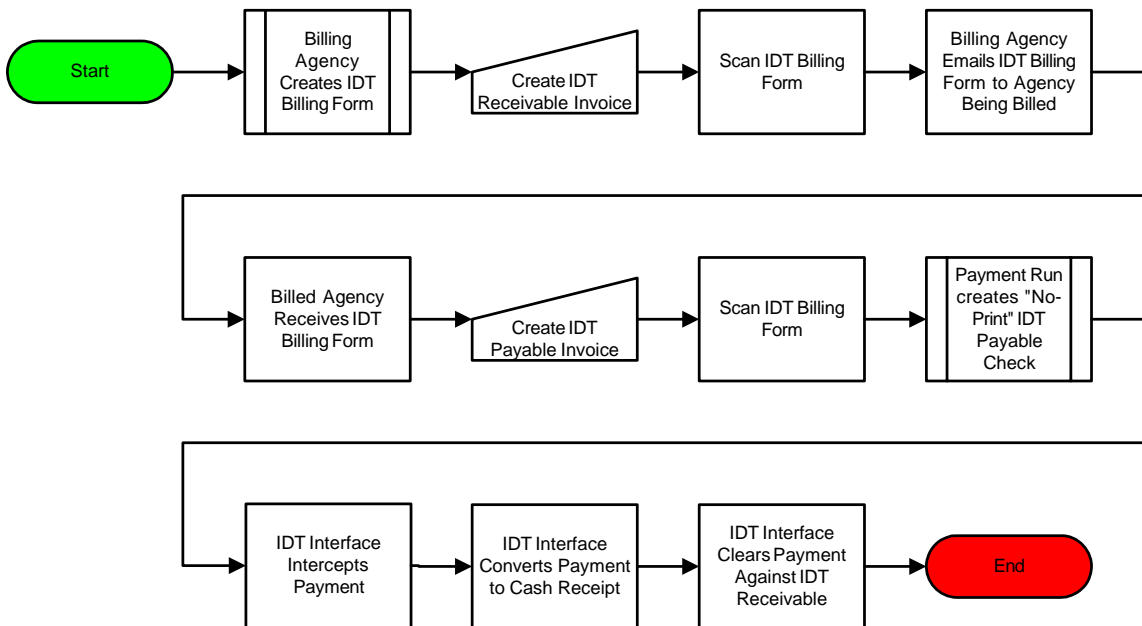 Start
Billing
Agency
Creates IDT
Billing Form
Create IDT
Receivable Invoice
Scan IDT Billing
Form
Billing Agency
Emails IDT Billing
Form to Agency
Being Billed
Billed Agency
Receives IDT
Billing Form
Create IDT
Payable Invoice
Scan IDT Billing
Form
Payment Run
creates "No-
Print" IDT
Payable
Check
IDT Interface
Intercepts
Payment
IDT Interface
Converts Payment
to Cash Receipt
IDT Interface
Clears Payment
Against IDT
Receivable
End